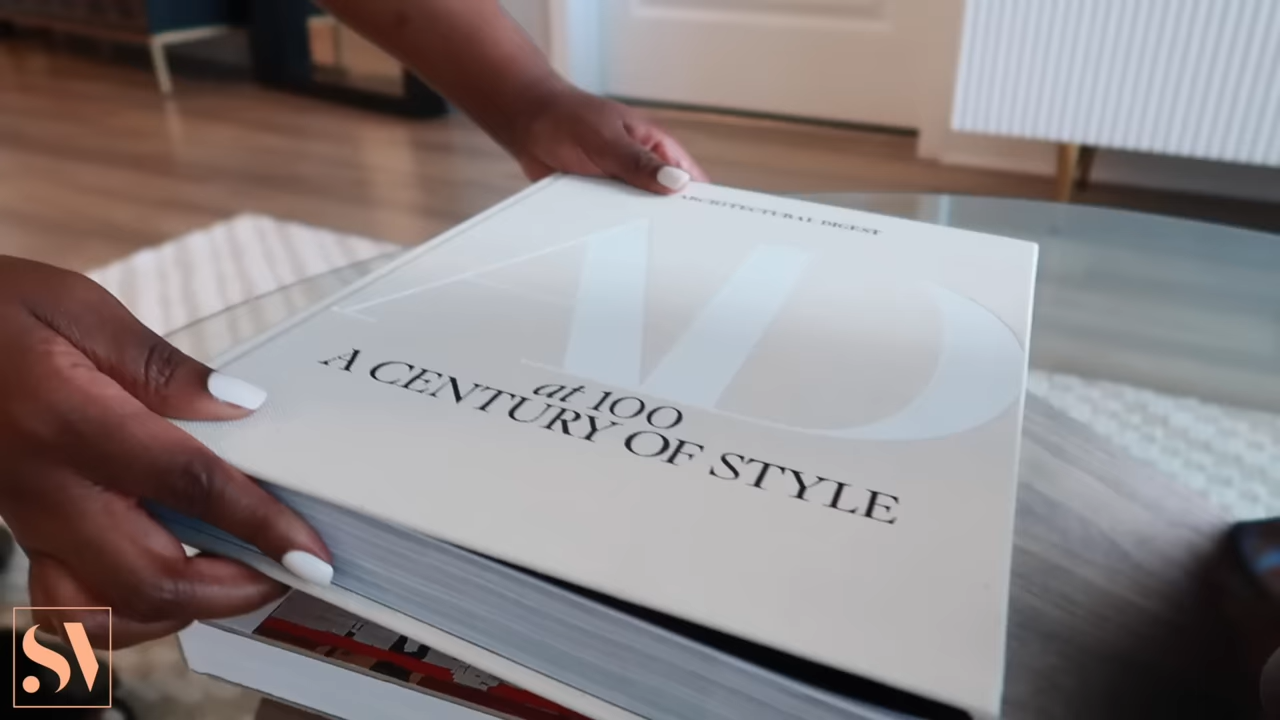 ARCHITECTURAL DIGEST
AD
at 100
A CENTURY OF STYLE
SV